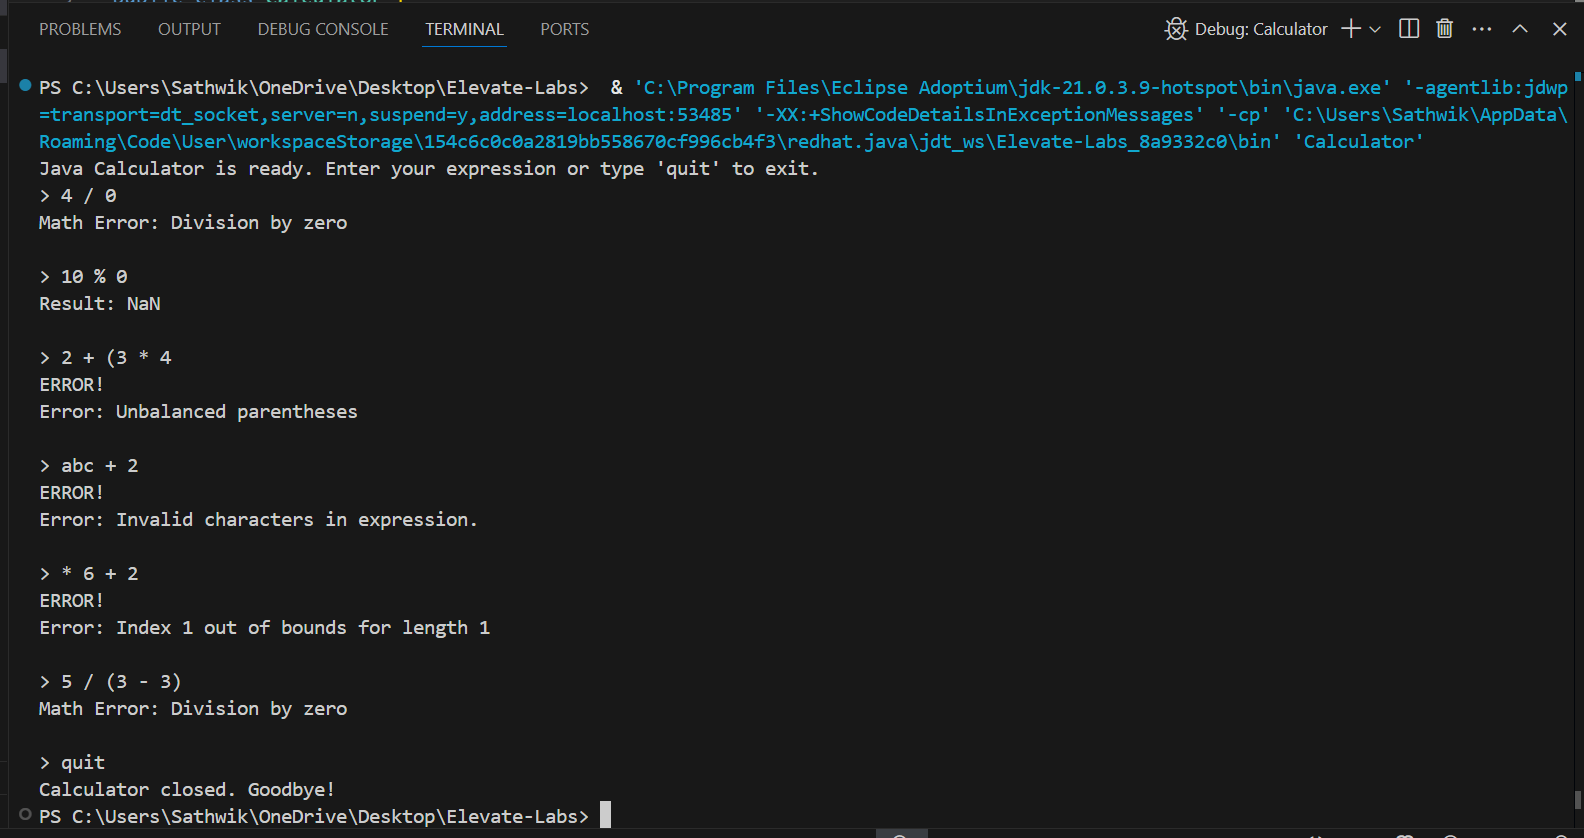 PROBLEMS OUTPUT DEBUG CONSOLE TERMINAL PORTS Debug: Calculator
PS C:\Users\Sathwik\OneDrive\Desktop\Elevate-Labs> & 'C:\Program Files\Eclipse Adoptium\jdk-21.0.3.9-hotspot\bin\java.exe' '-agentlib:jdwp
=transport=dt_socket,server=n,suspend=y,address=localhost:53485' '-XX:+ShowCodeDetailsInExceptionMessages' '-cp' 'C:\Users\Sathwik\AppData\
Roaming\Code\User\workspaceStorage\154c6c0c0a2819bb558670cf996cb4f3\redhat.java\jdt_ws\Elevate-Labs_8a9332c0\bin' 'Calculator'
Java Calculator is ready. Enter your expression or type 'quit' to exit.
> 4 / 0
Math Error: Division by zero
> 10 % 0
Result: NaN
> 2 + (3 * 4
ERROR!
Error: Unbalanced parentheses
> abc + 2
ERROR!
Error: Invalid characters in expression.
> * 6 + 2
ERROR!
Error: Index 1 out of bounds for length 1
> 5 / (3 - 3)
Math Error: Division by zero
> quit
Calculator closed. Goodbye!
PS C:\Users\Sathwik\OneDrive\Desktop\Elevate-Labs>